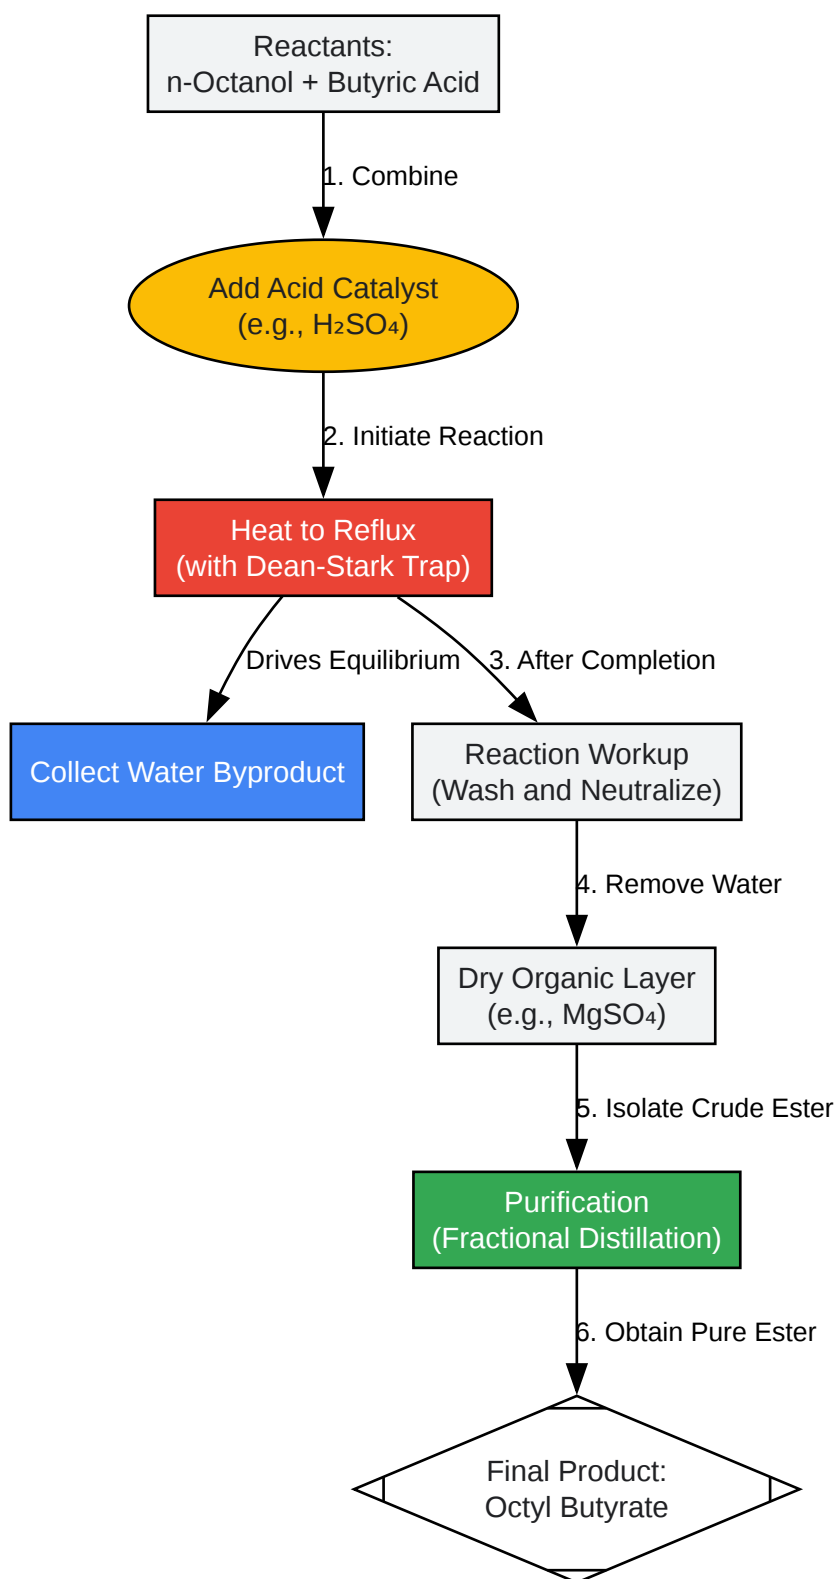 Reactants:
n-Octanol + Butyric Acid
1. Combine
Add Acid Catalyst
(e.g., H₂SO₄)
2. Initiate Reaction
Heat to Reflux
(with Dean-Stark Trap)
Drives Equilibrium
3. After Completion
Collect Water Byproduct
Reaction Workup
(Wash and Neutralize)
4. Remove Water
Dry Organic Layer
(e.g., MgSO₄)
5. Isolate Crude Ester
Purification
(Fractional Distillation)
6. Obtain Pure Ester
Final Product:
Octyl Butyrate